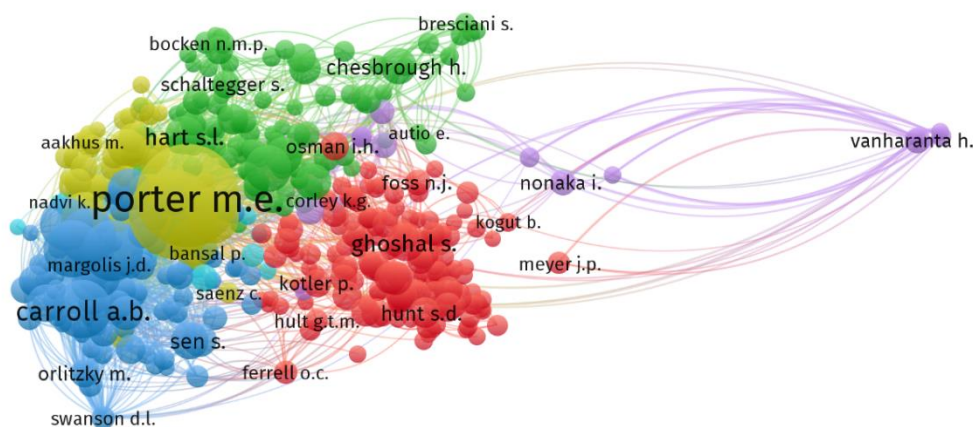 bresciani s.
bocken n.m.p.
chesbrough h.
schaltegger s.
aakhus m.
hart s.l.
osman i.h.
autio e.
vanharanta h.
nadvi k.
porter m.e.
corley k.g.
foss n.j.
nonaka i.
kogut b.
margolis j.d.
bansal p.
ghoshal s.
meyer j.p.
saenz c.
kotler p.
carroll a.b.
hult g.t.m.
hunt s.d.
sen s.
orlitzky m.
ferrell o.c.
swanson d.l.